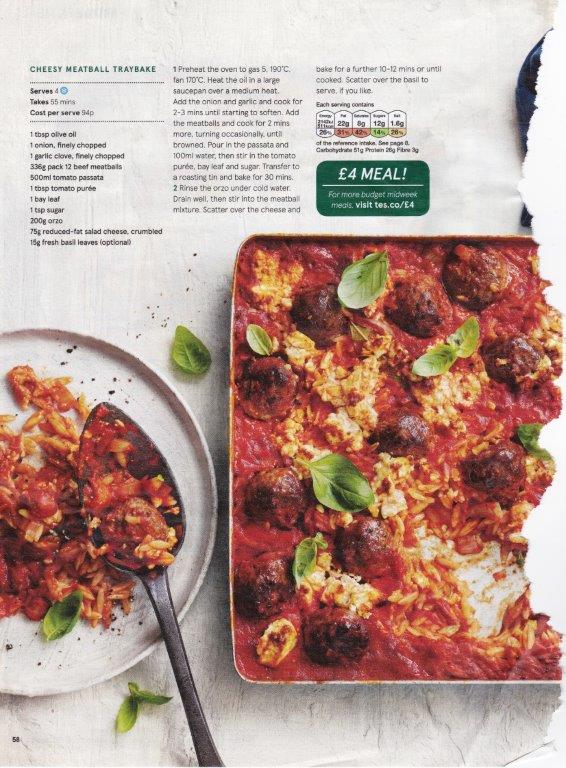 CHEESY MEATBALL TRAYBAKE
Serves 4
Takes 55 mins
Cost per serve 94p
1 tbsp olive oil
1 onion, finely chopped
1 garlic clove, finely chopped
336g pack 12 beef meatballs
500ml tomato passata
1 tbsp tomato purée
1 bay leaf
1 tsp sugar
200g orzo
75g reduced-fat salad cheese, crumbled
15g fresh basil leaves (optional)
1 Preheat the oven to gas 5, 190°C,
fan 170°C. Heat the oil in a large
saucepan over a medium heat.
Add the onion and garlic and cook for
2-3 mins until starting to soften. Add
the meatballs and cook for 2 mins
more, turning occasionally, until
browned. Pour in the passata and
100ml water, then stir in the tomato
purée, bay leaf and sugar. Transfer to
a roasting tin and bake for 30 mins.
2 Rinse the orzo under cold water.
Drain well, then stir into the meatball
mixture. Scatter over the cheese and
bake for a further 10-12 mins or until
cooked. Scatter over the basil to
serve, if you like.
Each serving contains
Energy Fat Saturates Sugars Salt
22g 8g 12g 1.6g
26% 31% 42% 14% 26%
of the reference intake. See page 8.
Carbohydrate 51g Protein 26g Fibre 3g
£4 MEAL!
For more budget midweek
meals, visit tes.co/£4
58